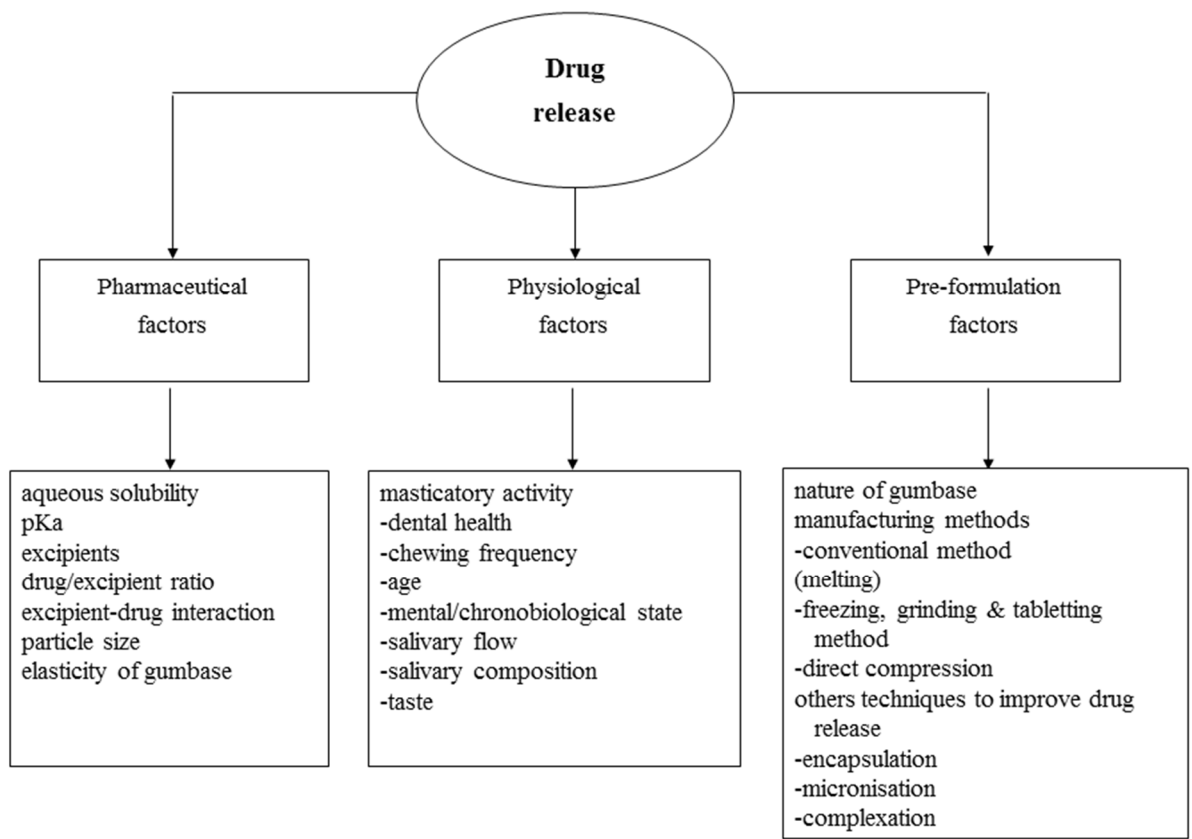 Drug
release
Pharmaceutical
factors
Physiological
factors
Pre-formulation
factors
aqueous solubility
pKa
excipients
drug/excipient ratio
excipient-drug interaction
particle size
elasticity of gumbase
masticatory activity
-dental health
-chewing frequency
-age
-mental/chronobiological state
-salivary flow
-salivary composition
-taste
nature of gumbase
manufacturing methods
-conventional method
(melting)
-freezing, grinding & tabletting
method
-direct compression
others techniques to improve drug
release
-encapsulation
-micronisation
-complexation